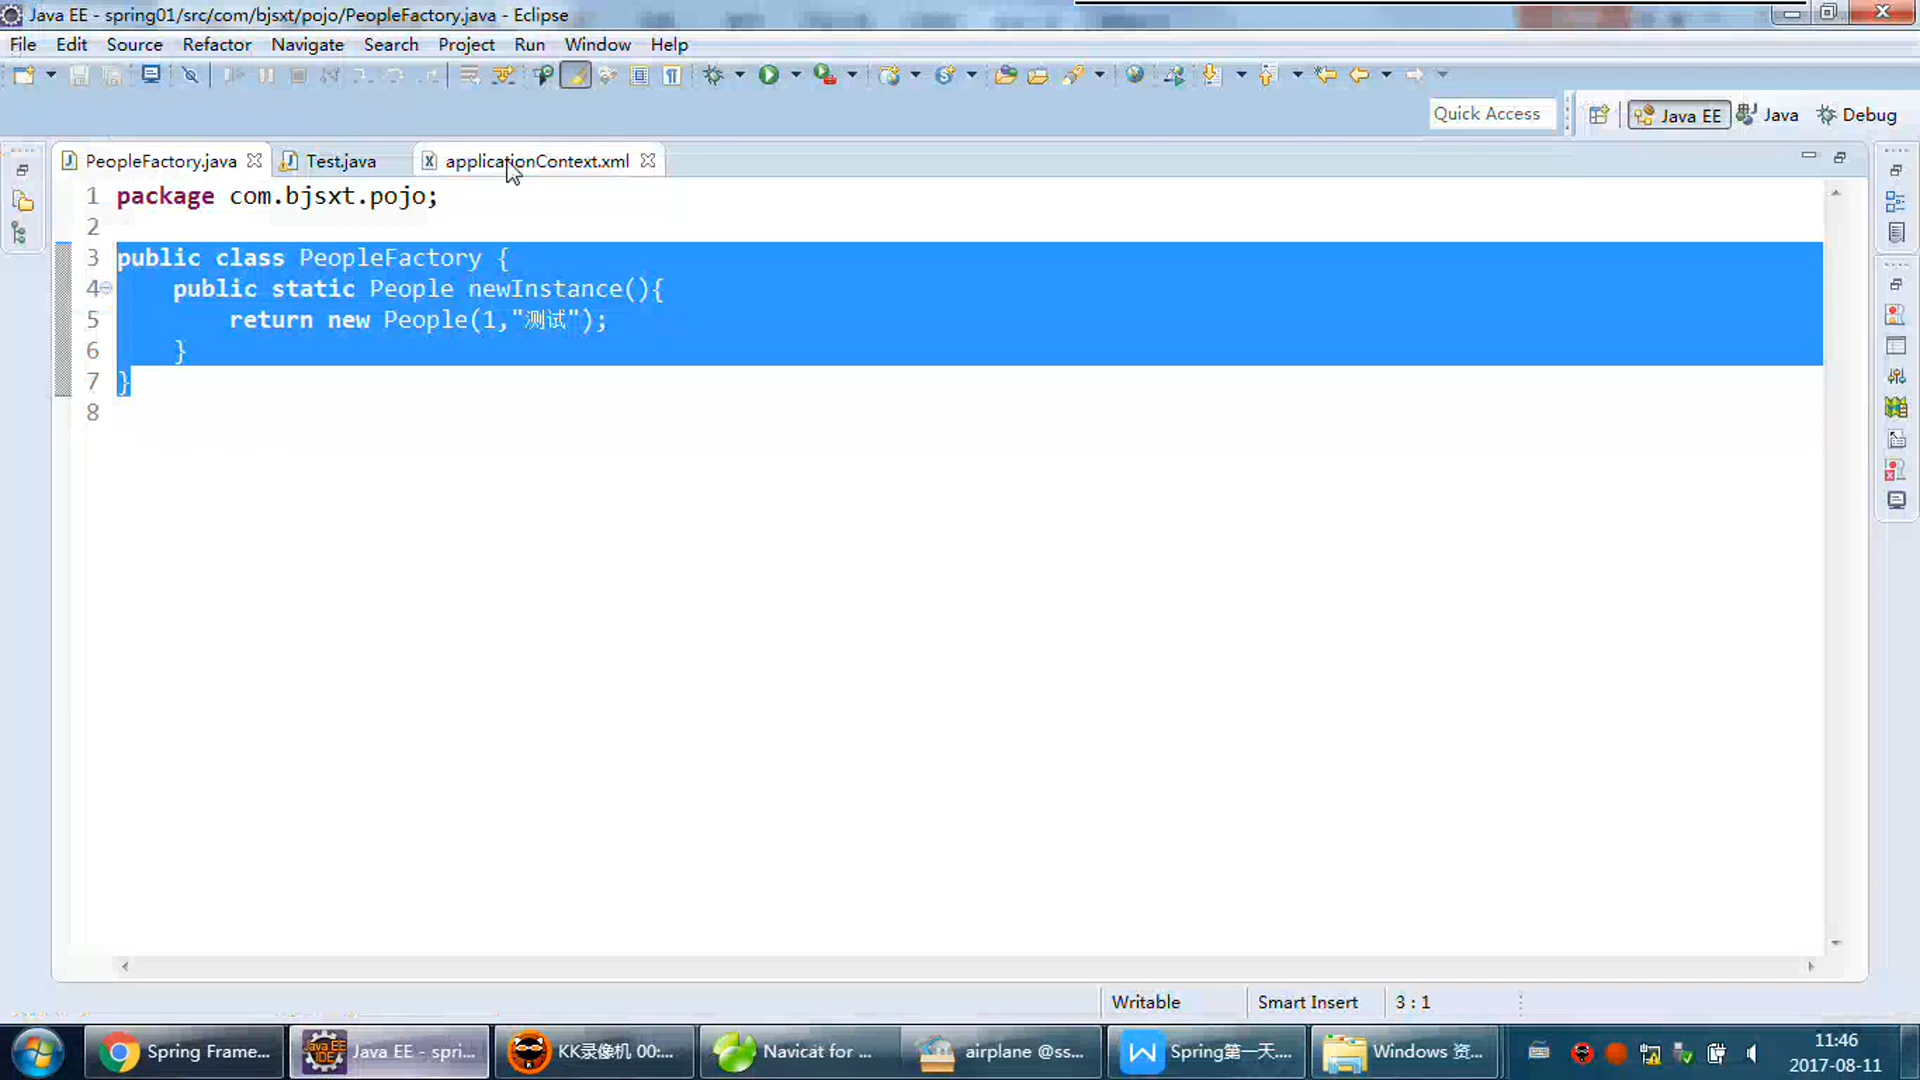 Java EE - spring01/src/com/bjsxt/pojo/PeopleFactory.java - Eclipse
File Edit Source Refactor Navigate Search Project Run Window Help
Quick Access Java EE Java Debug
PeopleFactory.java Test.java applicationContext.xml
1 package com.bjsxt.pojo;
2
3 public class PeopleFactory {
4 public static People newInstance(){
5 return new People(1,"测试");
6 }
7 }
8
Writable Smart Insert 3 : 1
Spring Frame... Java EE - spri... KK录像机 00:... Navicat for ... airplane @ss... Spring第一天.... Windows 资... 11:46
2017-08-11